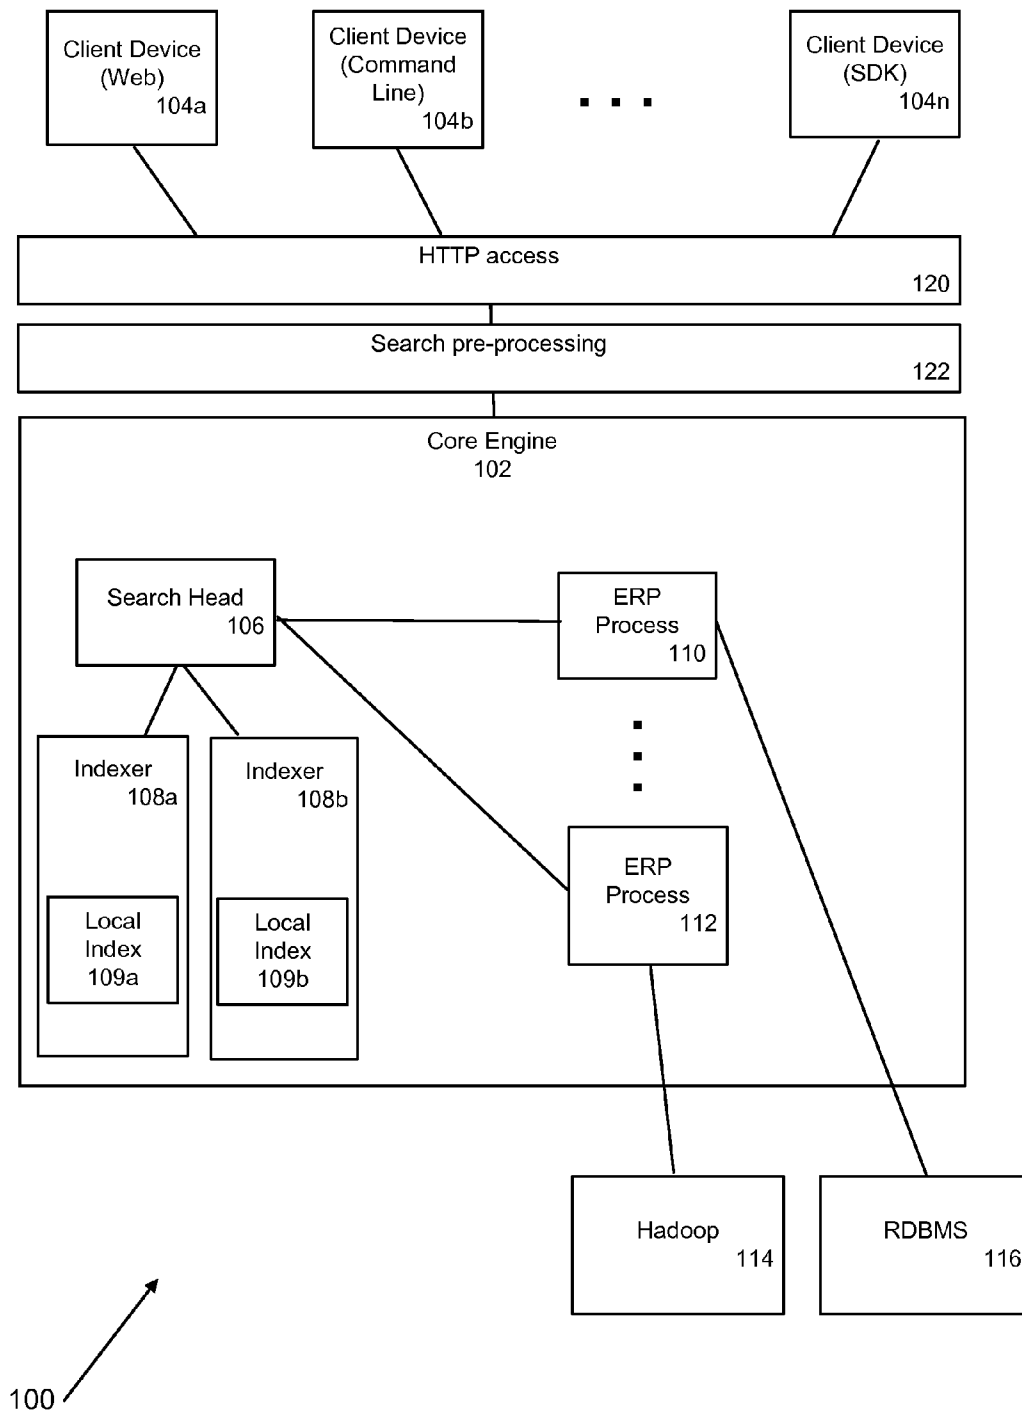 Client Device
(Web)
104a
Client Device
(Command
Line)
104b
Client Device
(SDK)
104n
HTTP access
120
Search pre-processing
122
Core Engine
102
Search Head
106
ERP
Process
110
Indexer
108a
Indexer
108b
Local
Index
109a
Local
Index
109b
ERP
Process
112
Hadoop
114
RDBMS
116
100